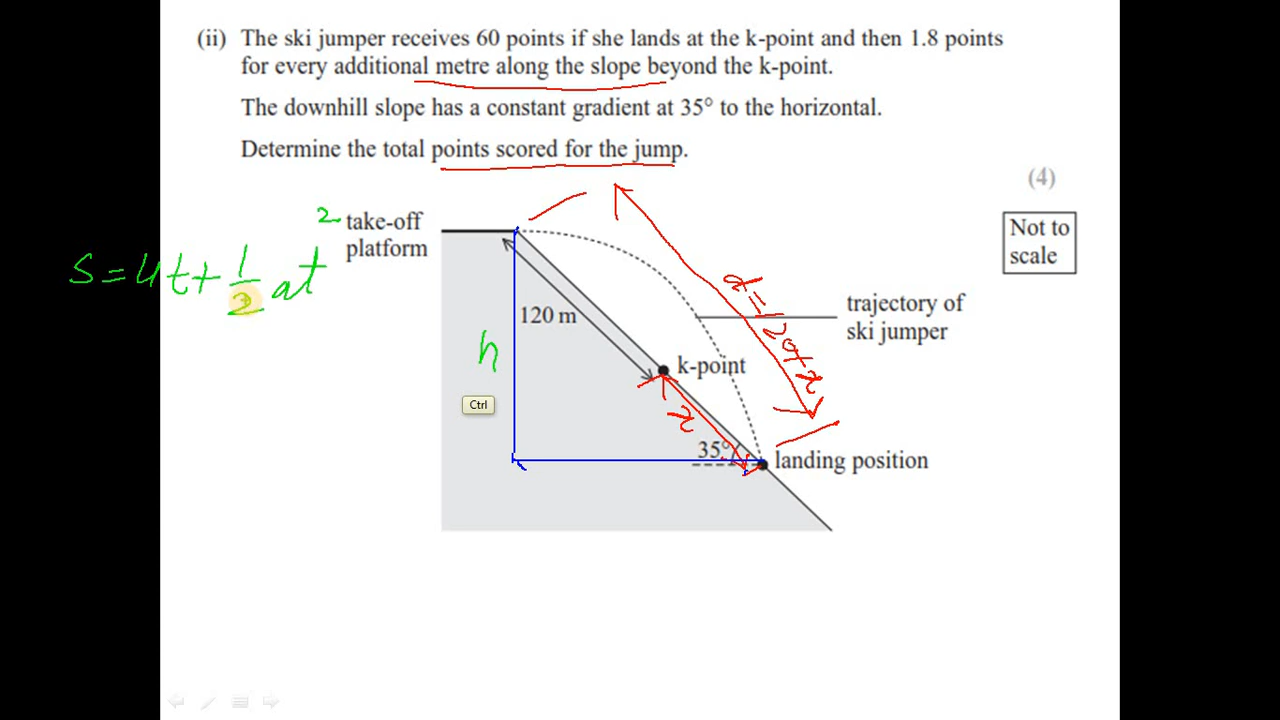 (ii) The ski jumper receives 60 points if she lands at the k-point and then 1.8 points
for every additional metre along the slope beyond the k-point.
The downhill slope has a constant gradient at 35° to the horizontal.
Determine the total points scored for the jump.
(4)
take-off
platform
Not to
scale
s = ut + 1/2 at²
120 m
d = 120 + x
trajectory of
ski jumper
h
k-point
Ctrl
x
35°
landing position